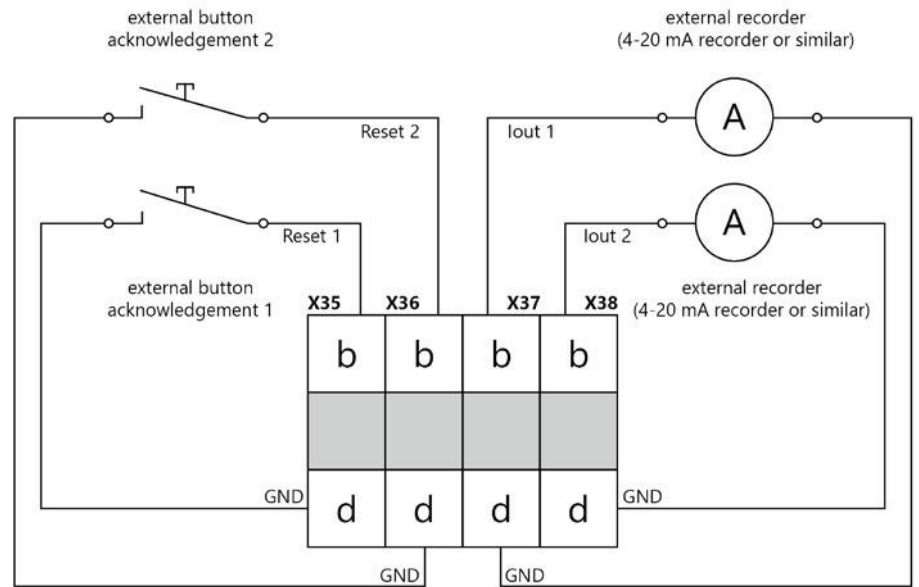 external button
acknowledgement 2
external recorder
(4-20 mA recorder or similar)
A
Reset 2
Iout 1
A
Reset 1
Iout 2
external button
acknowledgement 1
external recorder
(4-20 mA recorder or similar)
X35
X36
X37
X38
b
b
b
b
GND
d
d
d
d
GND
GND
GND